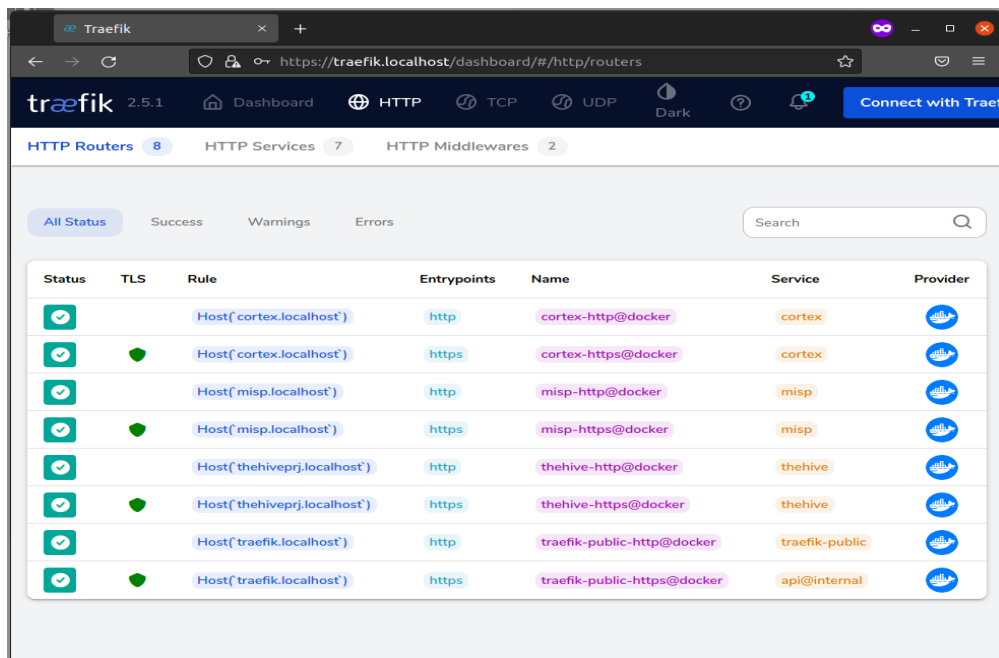 æ Traefik
https://traefik.localhost/dashboard/#/http/routers
træfik 2.5.1 Dashboard HTTP TCP UDP Dark 1 Connect with Traef
HTTP Routers 8 HTTP Services 7 HTTP Middlewares 2
All Status Success Warnings Errors Search
Status TLS Rule Entrypoints Name Service Provider
Host(`cortex.localhost`) http cortex-http@docker cortex
Host(`cortex.localhost`) https cortex-https@docker cortex
Host(`misp.localhost`) http misp-http@docker misp
Host(`misp.localhost`) https misp-https@docker misp
Host(`thehiveprj.localhost`) http thehive-http@docker thehive
Host(`thehiveprj.localhost`) https thehive-https@docker thehive
Host(`traefik.localhost`) http traefik-public-http@docker traefik-public
Host(`traefik.localhost`) https traefik-public-https@docker api@internal